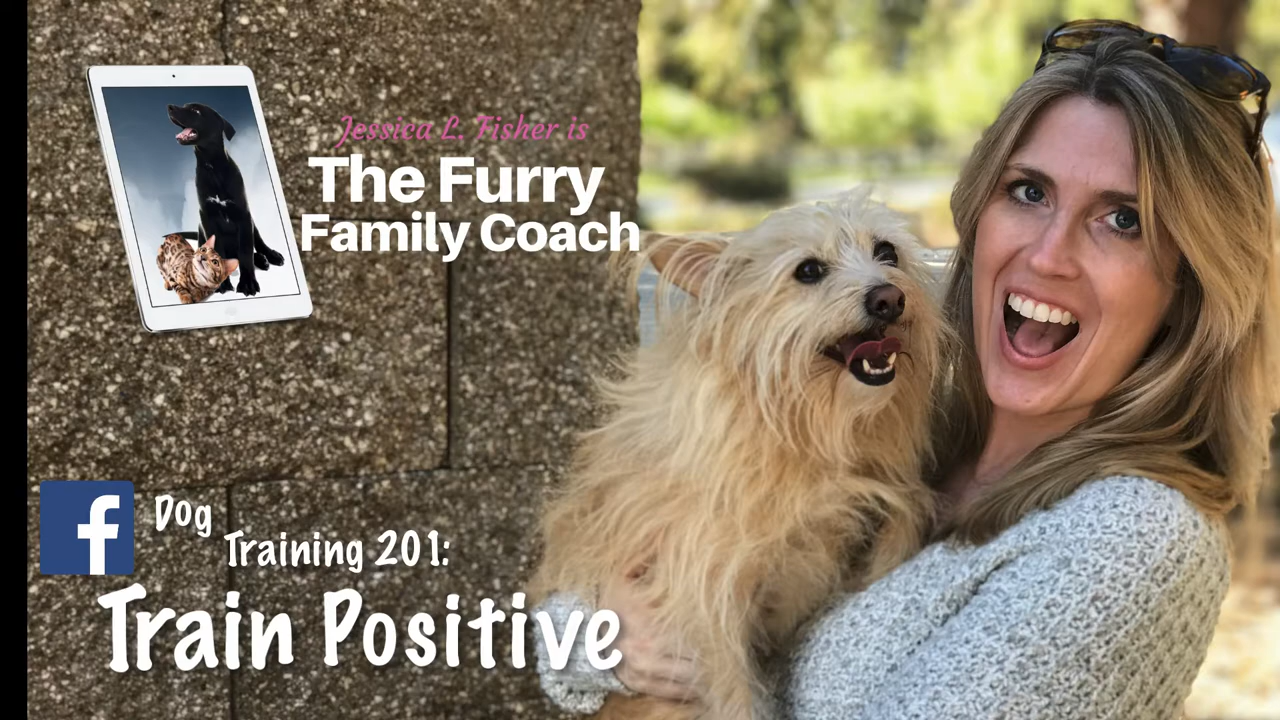 Jessica L. Fisher is
The Furry
Family Coach
f
Dog
Training 201:
Train Positive